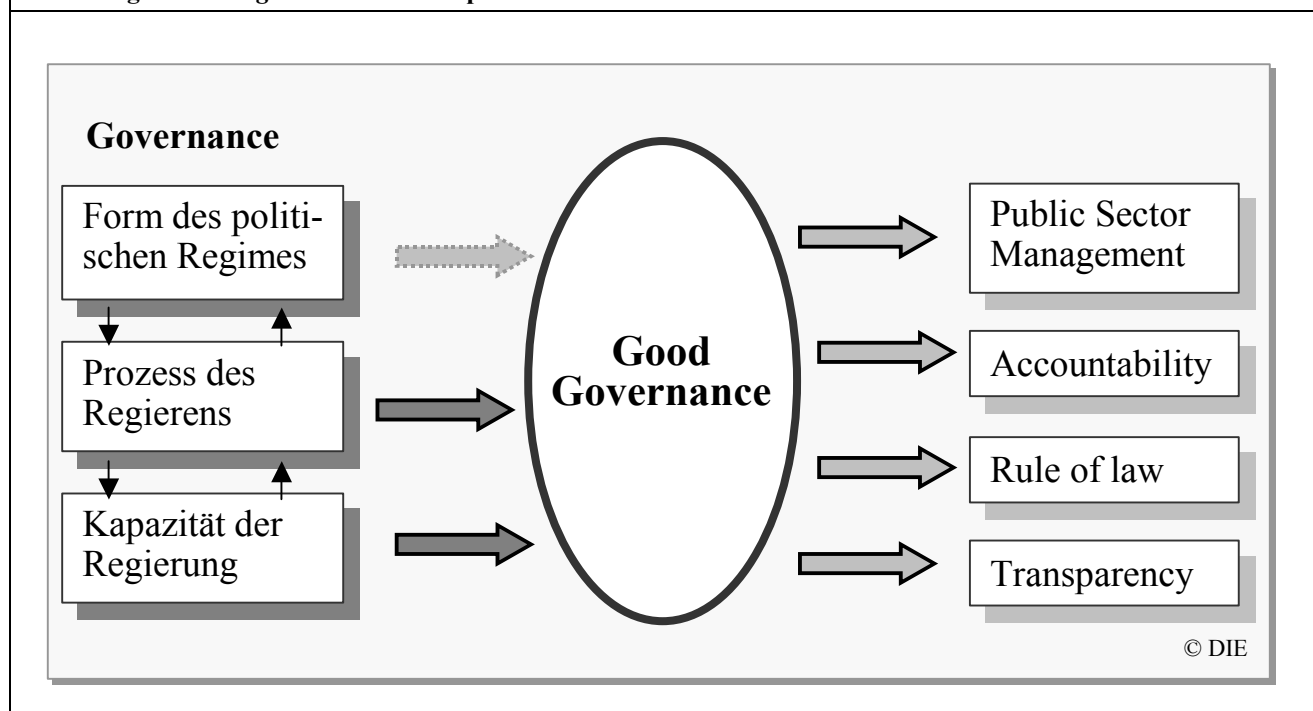 Governance
Form des politi-
schen Regimes
Prozess des
Regierens
Kapazität der
Regierung
Good
Governance
Public Sector
Management
Accountability
Rule of law
Transparency
© DIE